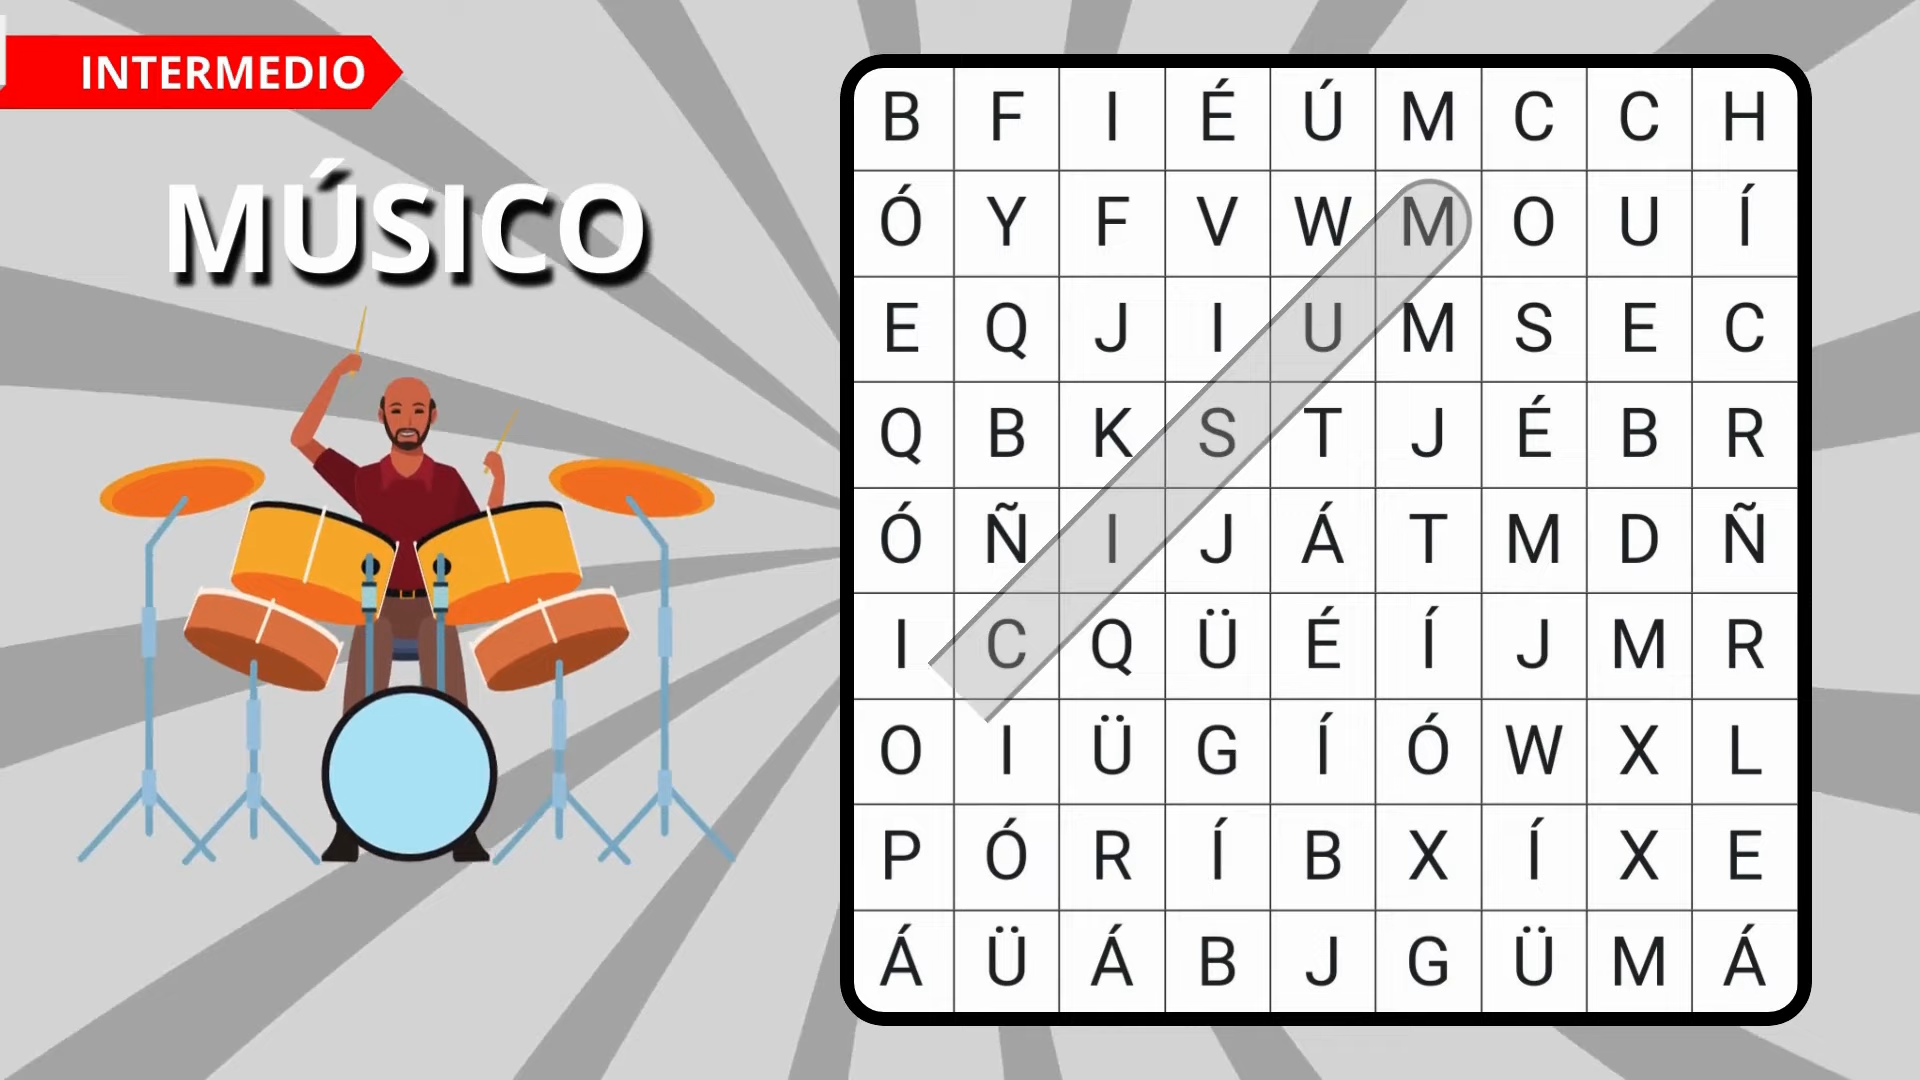 INTERMEDIO
MÚSICO
B F I É Ú M C C H
Ó Y F V W M O U Í
E Q J I U M S E C
Q B K S T J É B R
Ó Ñ I J Á T M D Ñ
I C Q Ü É Í J M R
O I Ü G Í Ó W X L
P Ó R Í B X Í X E
Á Ü Á B J G Ü M Á